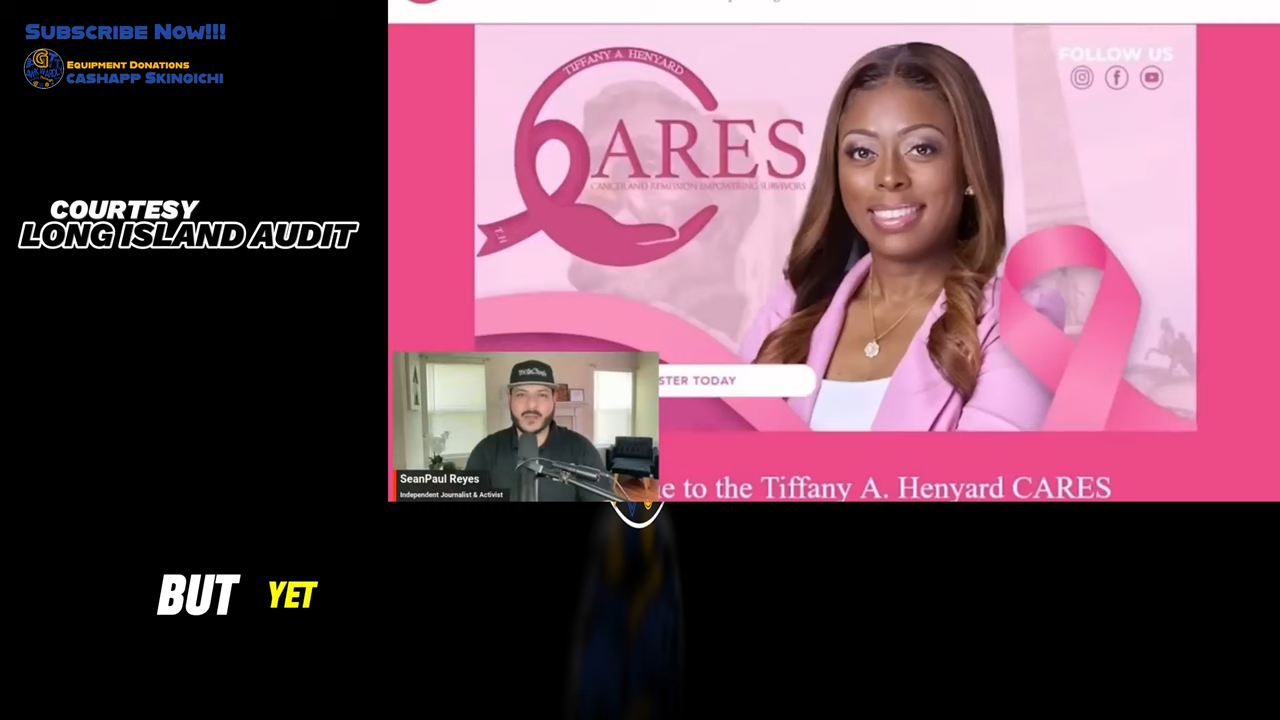 SUBSCRIBE NOW!!!
EQUIPMENT DONATIONS
CASHAPP SKINOICHI
COURTESY
LONG ISLAND AUDIT
TIFFANY A. HENYARD
CARES
CANCER AND REMISSION EMPOWERING SURVIVORS
T.H
FOLLOW US
STER TODAY
SeanPaul Reyes
Independent Journalist & Activist
e to the Tiffany A. Henyard CARES
BUT YET